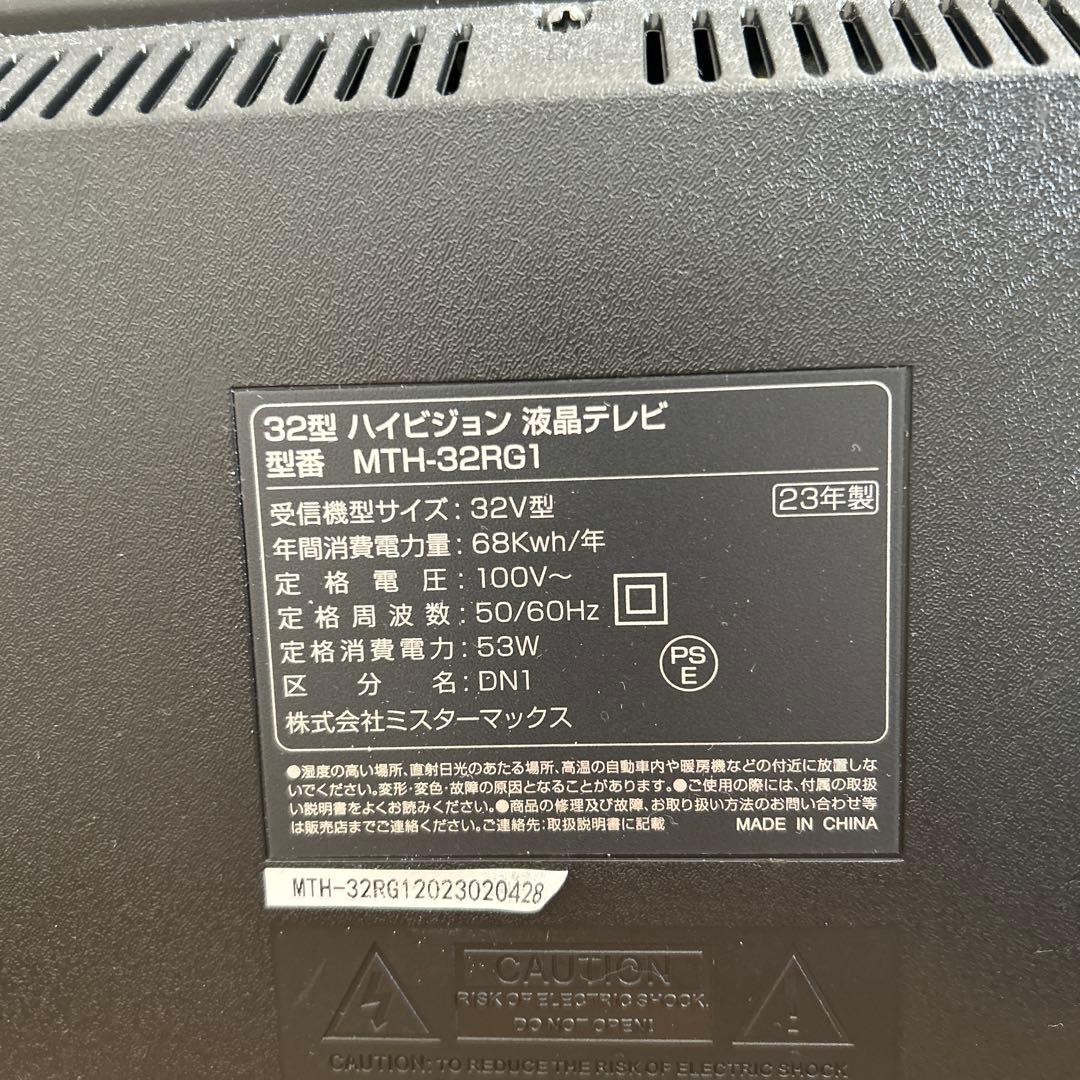 32型 ハイビジョン 液晶テレビ
型番 MTH-32RG1
23年製
受信機型サイズ: 32V型
年間消費電力量: 68Kwh/年
定格電圧: 100V～
定格周波数: 50/60Hz
定格消費電力: 53W
区分名: DN1
PS
E
株式会社ミスターマックス
●湿度の高い場所、直射日光のあたる場所、高温の自動車内や暖房機などの付近に放置しな
いでください。変形・変色・故障の原因となることがあります。●ご使用の際には、付属の取扱
い説明書をよくお読みください。●商品の修理及び故障、お取り扱い方法のお問い合わせ等
は販売店までご連絡ください。ご連絡先:取扱説明書に記載 MADE IN CHINA
MTH-32RG12023020428
CAUTION
RISK OF ELECTRIC SHOCK.
DO NOT OPEN!
CAUTION: TO REDUCE THE RISK OF ELECTRIC SHOCK